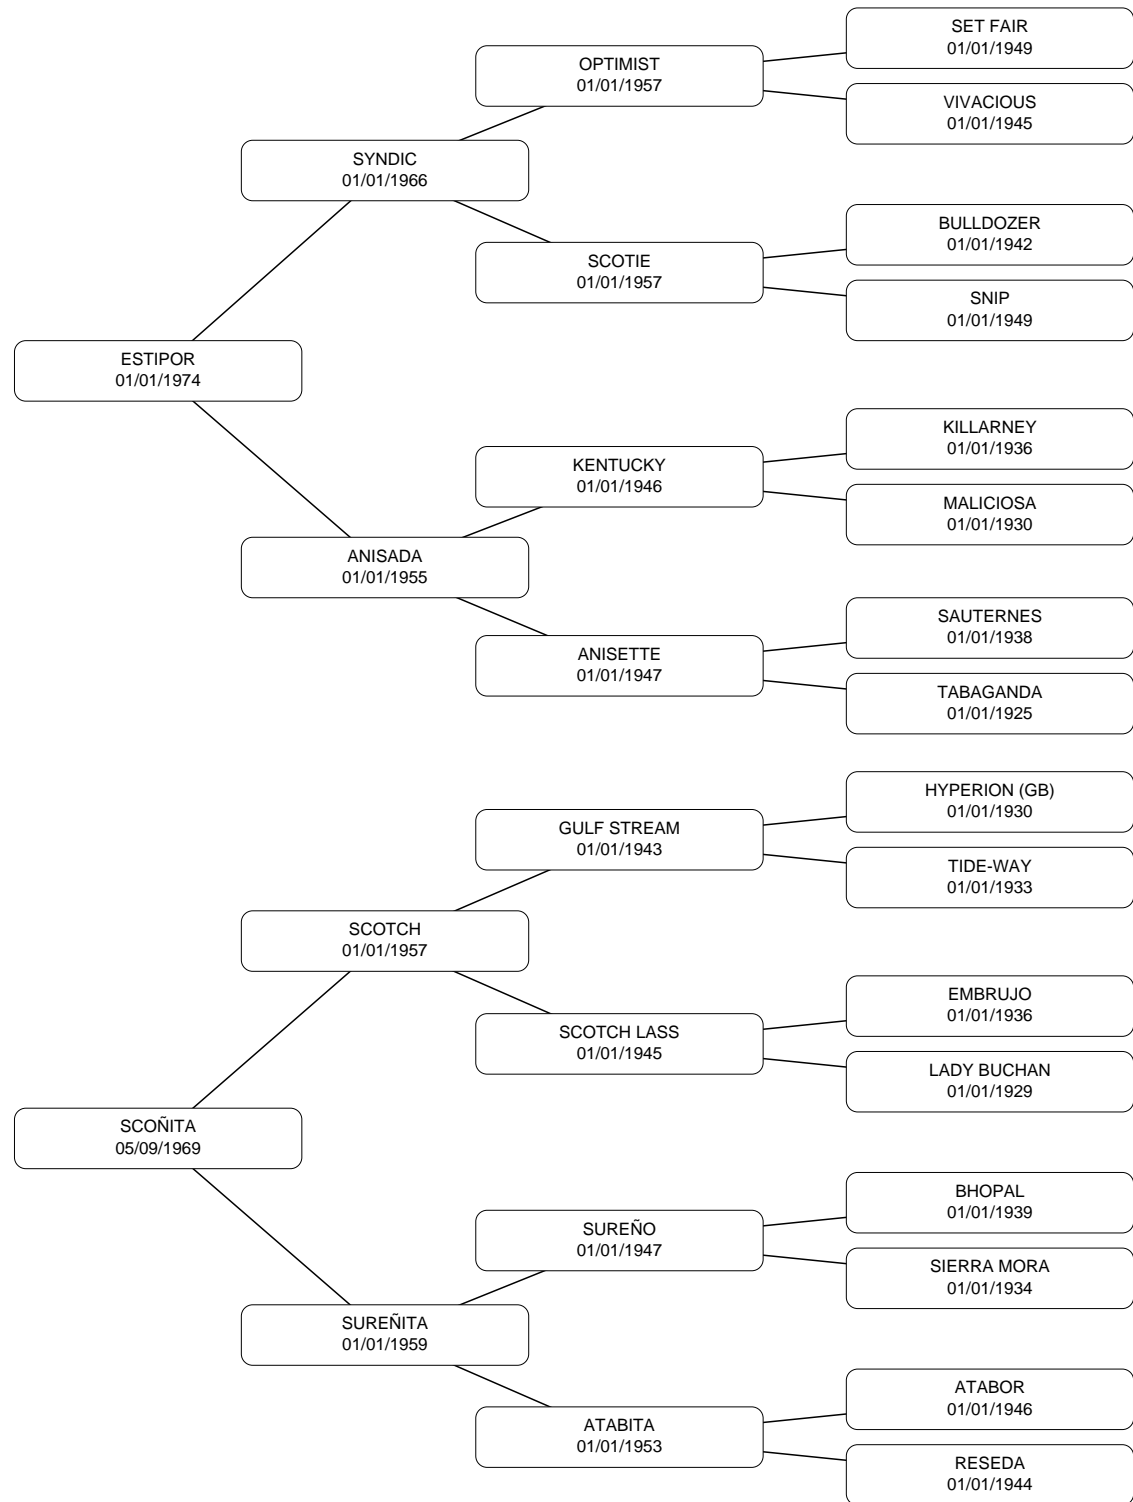 SET FAIR
01/01/1949
OPTIMIST
01/01/1957
VIVACIOUS
01/01/1945
SYNDIC
01/01/1966
BULLDOZER
01/01/1942
SCOTIE
01/01/1957
SNIP
01/01/1949
ESTIPOR
01/01/1974
KILLARNEY
01/01/1936
KENTUCKY
01/01/1946
MALICIOSA
01/01/1930
ANISADA
01/01/1955
SAUTERNES
01/01/1938
ANISETTE
01/01/1947
TABAGANDA
01/01/1925
HYPERION (GB)
01/01/1930
GULF STREAM
01/01/1943
TIDE-WAY
01/01/1933
SCOTCH
01/01/1957
EMBRUJO
01/01/1936
SCOTCH LASS
01/01/1945
LADY BUCHAN
01/01/1929
SCOÑITA
05/09/1969
BHOPAL
01/01/1939
SUREÑO
01/01/1947
SIERRA MORA
01/01/1934
SUREÑITA
01/01/1959
ATABOR
01/01/1946
ATABITA
01/01/1953
RESEDA
01/01/1944